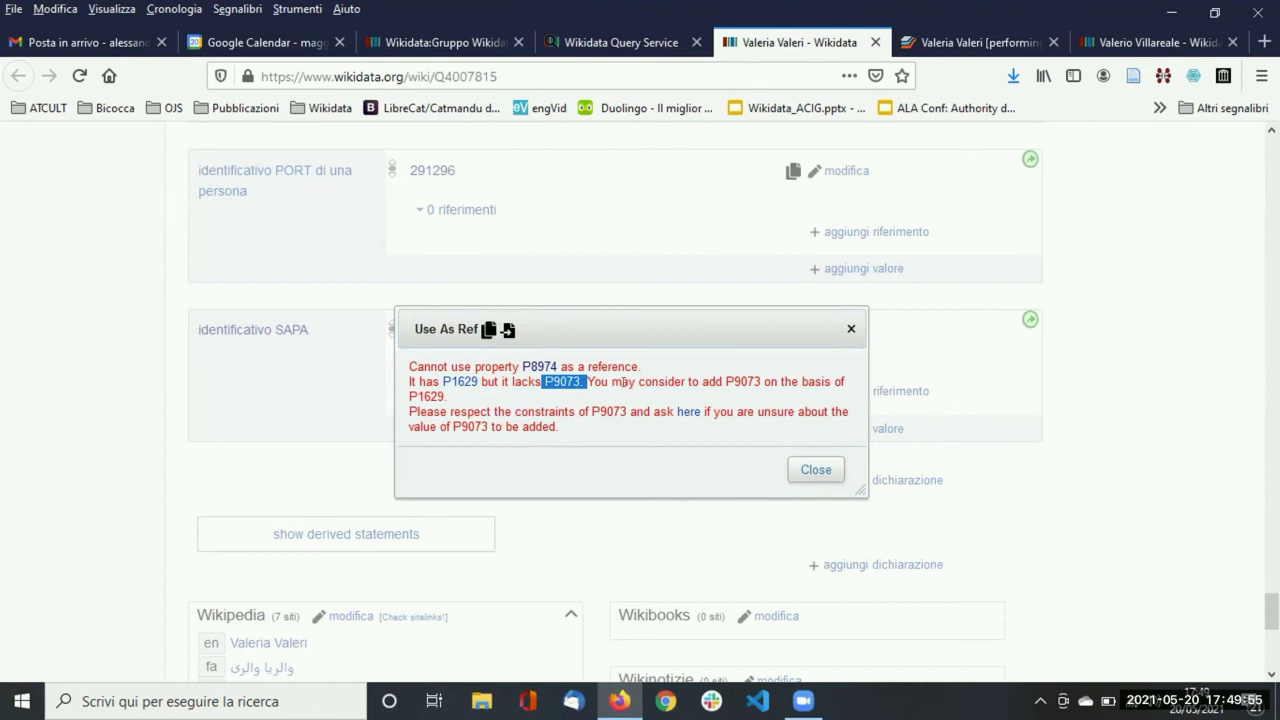 File Modifica Visualizza Cronologia Segnalibri Strumenti Aiuto
Posta in arrivo - alessan
Google Calendar - magg
Wikidata:Gruppo Wikida
Wikidata Query Service
Valeria Valeri - Wikidata
Valeria Valeri [performing
Valerio Villareale - Wikid
https://www.wikidata.org/wiki/Q4007815
ATCULT
Bicocca
OJS
Pubblicazioni
Wikidata
LibreCat/Catmandu d...
engVid
Duolingo - Il miglior ...
Wikidata_ACIG.pptx - ...
ALA Conf: Authority d...
Altri segnalibri
identificativo PORT di una persona
291296
modifica
0 riferimenti
+ aggiungi riferimento
+ aggiungi valore
identificativo SAPA
Use As Ref
Cannot use property P8974 as a reference.
It has P1629 but it lacks P9073. You may consider to add P9073 on the basis of
P1629.
Please respect the constraints of P9073 and ask here if you are unsure about the
value of P9073 to be added.
Close
riferimento
valore
dichiarazione
show derived statements
+ aggiungi dichiarazione
Wikipedia (7 siti) modifica [Check sitelinks!]
en Valeria Valeri
fa والریا والری
Wikibooks (0 siti) modifica
Wikinotizie (0 siti) modifica
Scrivi qui per eseguire la ricerca
2021-05-20 17:49:55